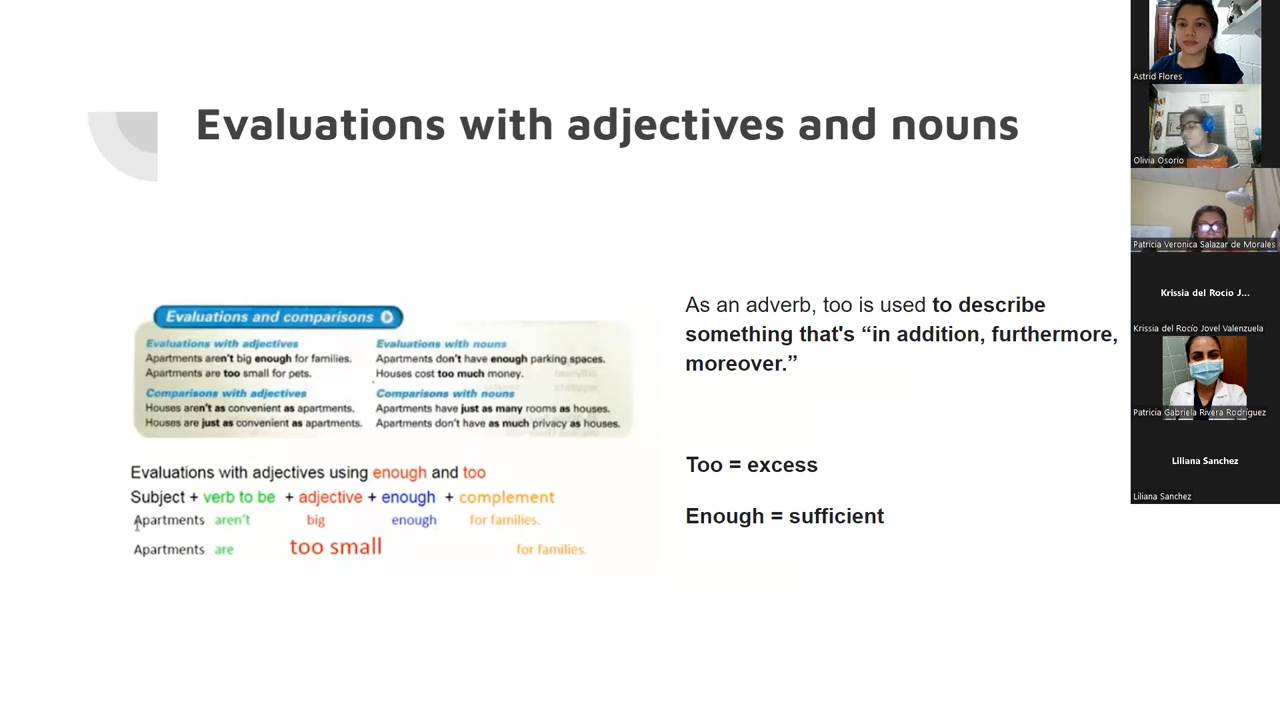 Evaluations with adjectives and nouns
Evaluations and comparisons
Evaluations with adjectives
Apartments aren't big enough for families.
Apartments are too small for pets.
Comparisons with adjectives
Houses aren't as convenient as apartments.
Houses are just as convenient as apartments.
Evaluations with nouns
Apartments don't have enough parking spaces.
Houses cost too much money.
Comparisons with nouns
Apartments have just as many rooms as houses.
Apartments don't have as much privacy as houses.
Evaluations with adjectives using enough and too
Subject + verb to be + adjective + enough + complement
Apartments aren't big enough for families.
Apartments are too small for families.
As an adverb, too is used to describe
something that's “in addition, furthermore,
moreover.”
Too = excess
Enough = sufficient
Astrid Flores
Olivia Osorio
Patricia Veronica Salazar de Morales
Krissia del Rocio J...
Krissia del Rocío Jovel Valenzuela
Patricia Gabriela Rivera Rodríguez
Liliana Sanchez
Liliana Sanchez